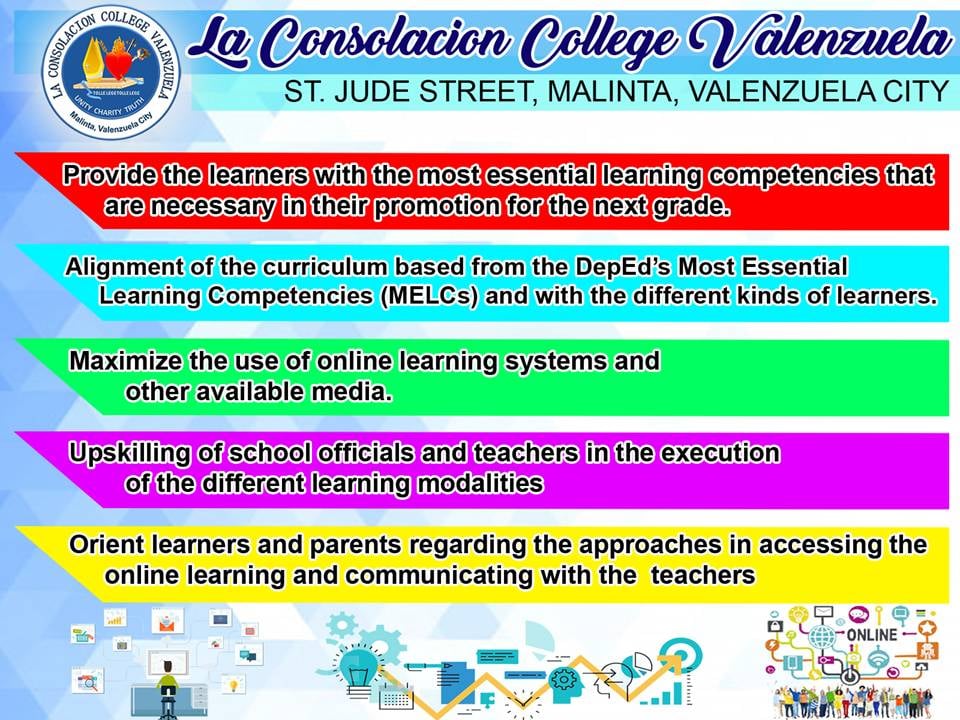 LA CONSOLACION COLLEGE VALENZUELA
TOLLE LEGE TOLLE LEGE
UNITY CHARITY TRUTH
Malinta, Valenzuela City
La Consolacion College Valenzuela
ST. JUDE STREET, MALINTA, VALENZUELA CITY
Provide the learners with the most essential learning competencies that
are necessary in their promotion for the next grade.
Alignment of the curriculum based from the DepEd's Most Essential
Learning Competencies (MELCs) and with the different kinds of learners.
Maximize the use of online learning systems and
other available media.
Upskilling of school officials and teachers in the execution
of the different learning modalities
Orient learners and parents regarding the approaches in accessing the
online learning and communicating with the teachers
ONLINE